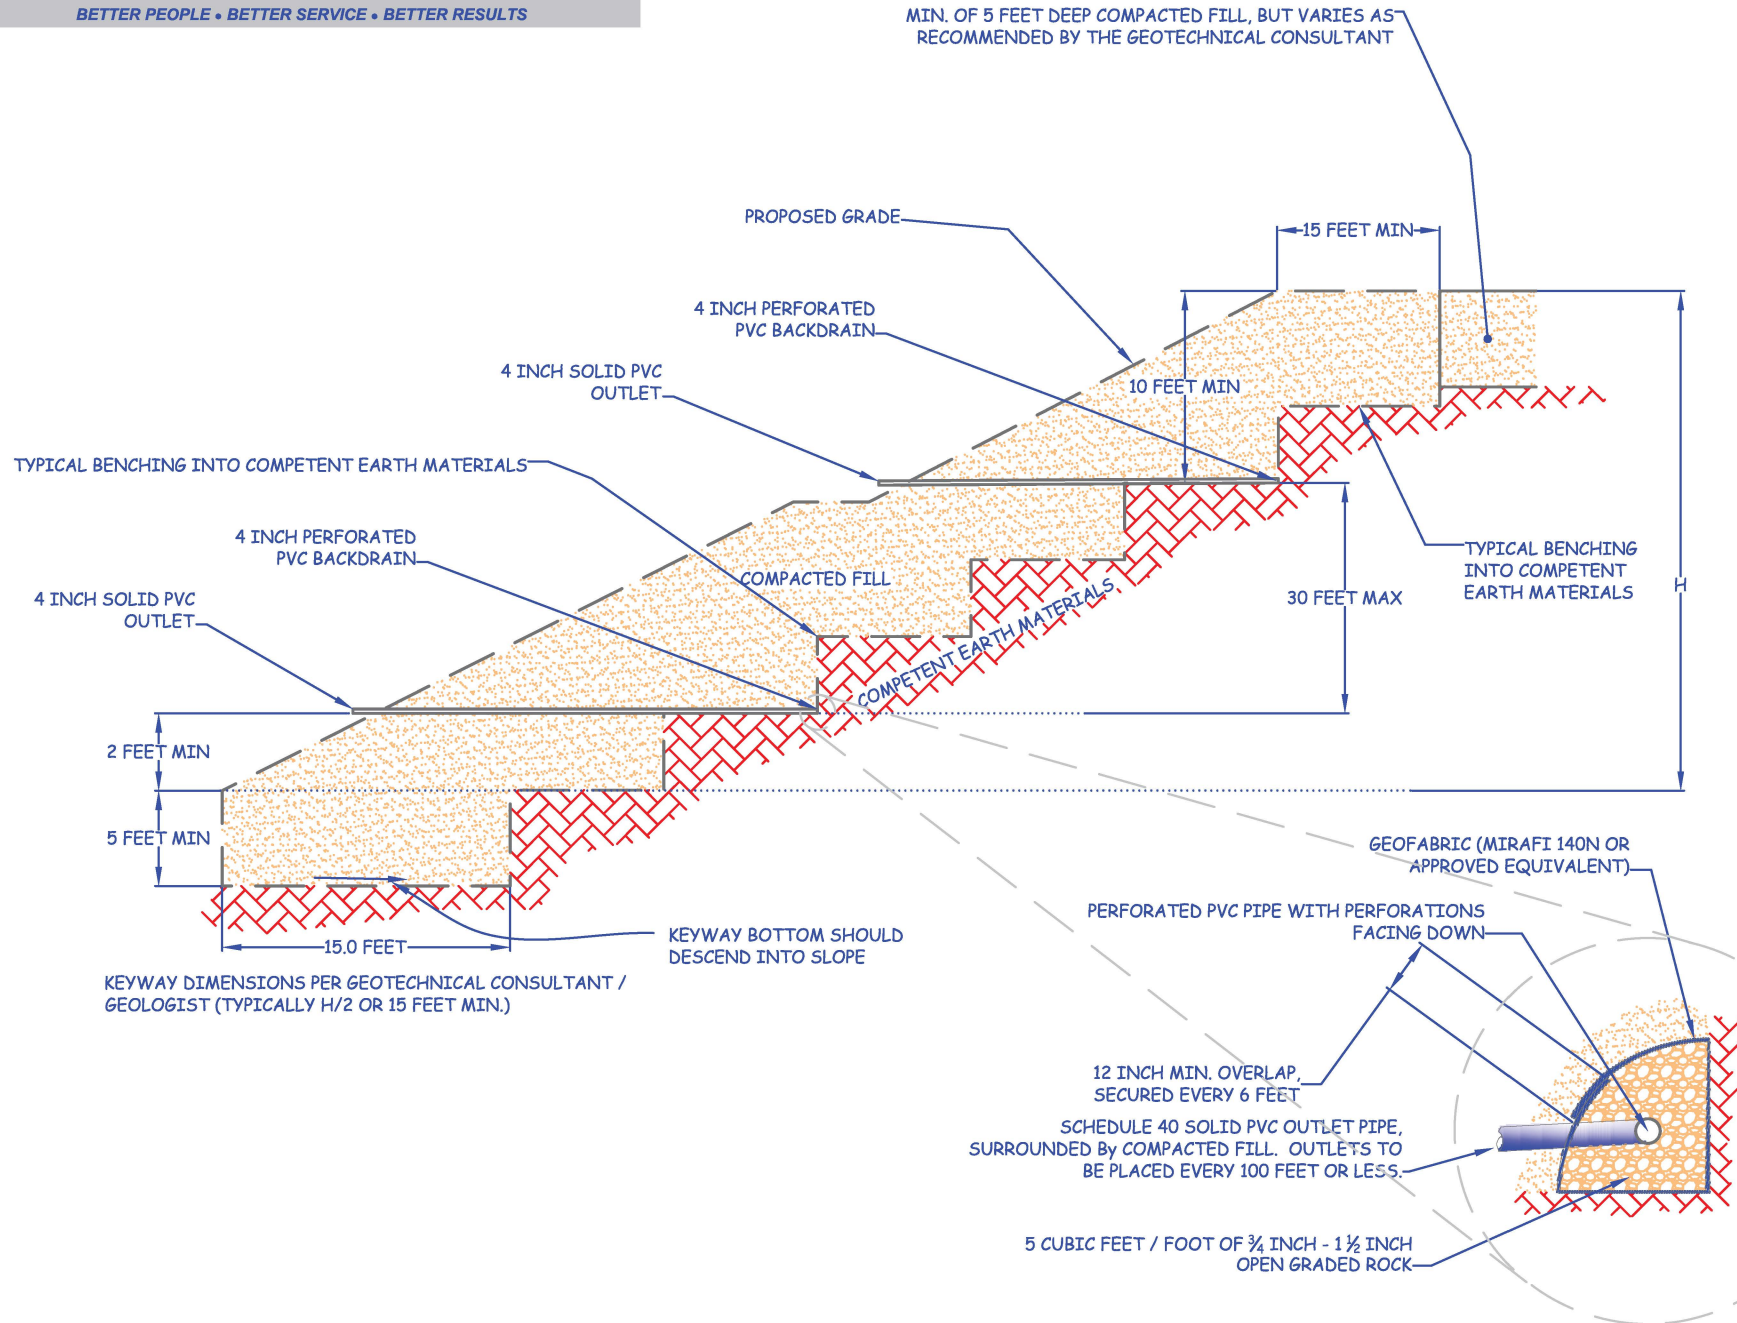 BETTER PEOPLE • BETTER SERVICE • BETTER RESULTS
MIN. OF 5 FEET DEEP COMPACTED FILL, BUT VARIES AS
RECOMMENDED BY THE GEOTECHNICAL CONSULTANT
PROPOSED GRADE
15 FEET MIN
4 INCH PERFORATED
PVC BACKDRAIN
4 INCH SOLID PVC
OUTLET
10 FEET MIN
TYPICAL BENCHING INTO COMPETENT EARTH MATERIALS
4 INCH PERFORATED
PVC BACKDRAIN
COMPACTED FILL
TYPICAL BENCHING
INTO COMPETENT
EARTH MATERIALS
H
30 FEET MAX
4 INCH SOLID PVC
OUTLET
COMPETENT EARTH MATERIALS
2 FEET MIN
5 FEET MIN
15.0 FEET
KEYWAY BOTTOM SHOULD
DESCEND INTO SLOPE
KEYWAY DIMENSIONS PER GEOTECHNICAL CONSULTANT /
GEOLOGIST (TYPICALLY H/2 OR 15 FEET MIN.)
GEOFABRIC (MIRAFI 140N OR
APPROVED EQUIVALENT)
PERFORATED PVC PIPE WITH PERFORATIONS
FACING DOWN
12 INCH MIN. OVERLAP,
SECURED EVERY 6 FEET
SCHEDULE 40 SOLID PVC OUTLET PIPE,
SURROUNDED By COMPACTED FILL. OUTLETS TO
BE PLACED EVERY 100 FEET OR LESS.
5 CUBIC FEET / FOOT OF ¾ INCH - 1 ½ INCH
OPEN GRADED ROCK